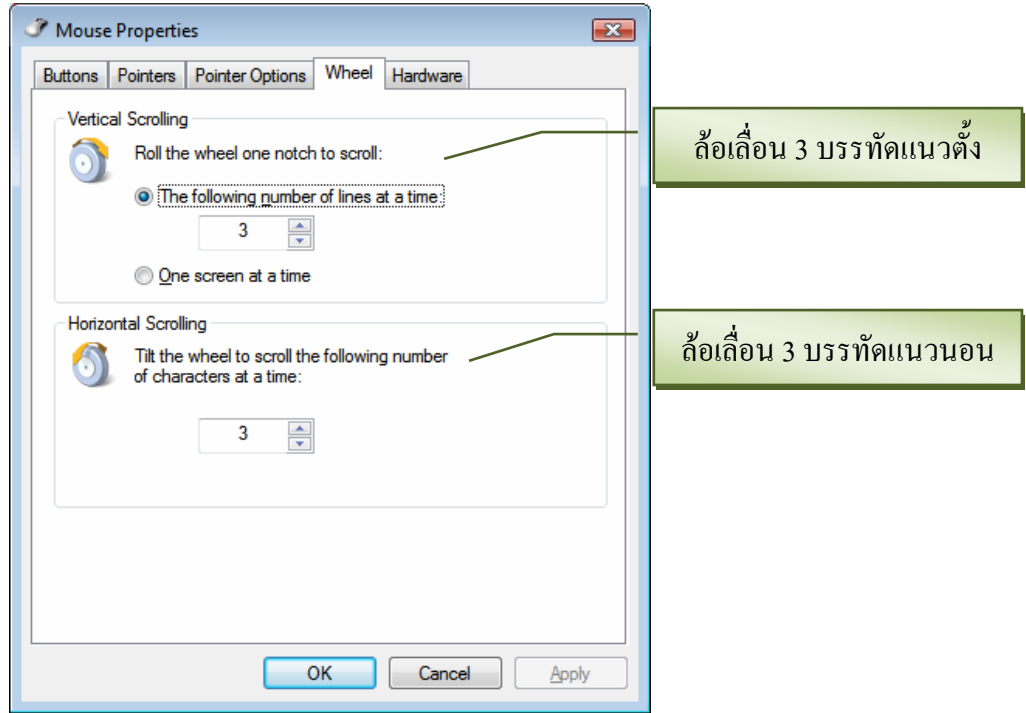 Mouse Properties
Buttons Pointers Pointer Options Wheel Hardware
Vertical Scrolling
Roll the wheel one notch to scroll:
The following number of lines at a time:
3
One screen at a time
ล้อเลื่อน 3 บรรทัดแนวตั้ง
Horizontal Scrolling
Tilt the wheel to scroll the following number
of characters at a time:
3
ล้อเลื่อน 3 บรรทัดแนวนอน
OK Cancel Apply